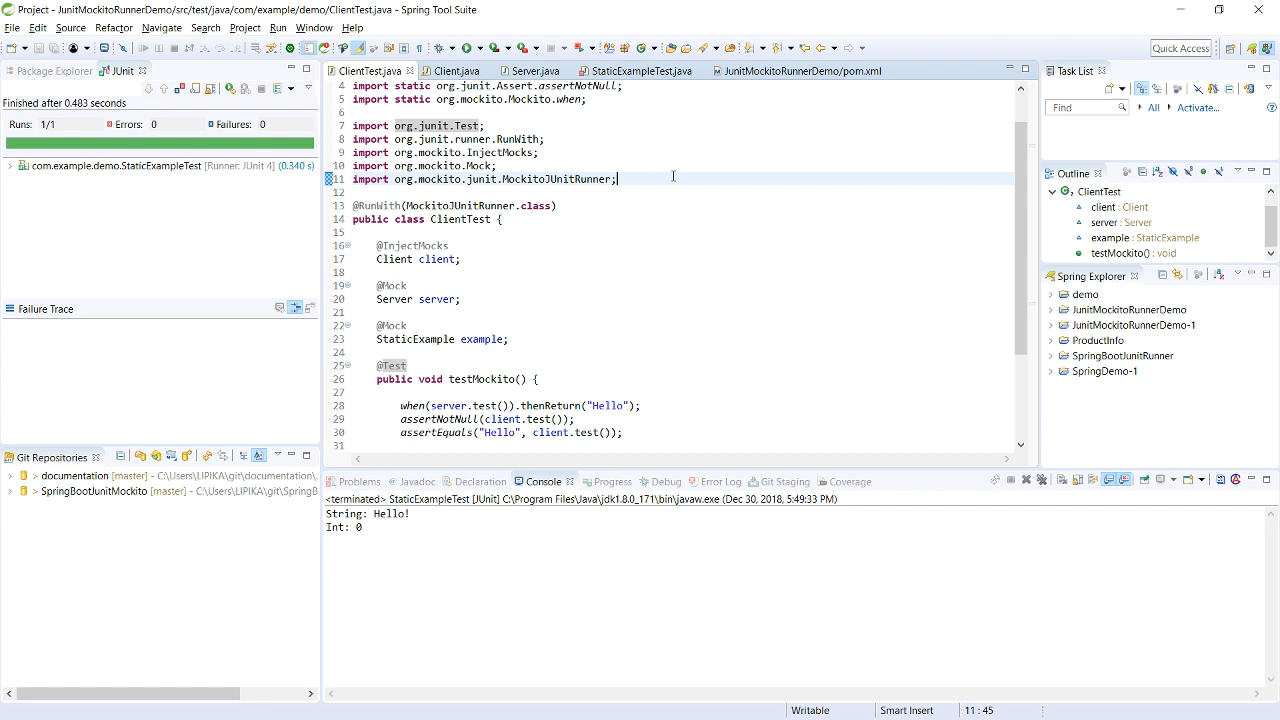 Project - JunitMockitoRunnerDemo/src/test/java/com/example/demo/ClientTest.java - Spring Tool Suite
File Edit Source Refactor Navigate Search Project Run Window Help
Quick Access
Package Explorer JUnit
Finished after 0.483 seconds
Runs: 1/1 Errors: 0 Failures: 0
com.example.demo.StaticExampleTest [Runner: JUnit 4] (0.340 s)
Failure Trace
Git Repositories
> documentation [master] - C:\Users\LIPIKA\git\documentation\
> SpringBootUnitMockito [master] - C:\Users\LIPIKA\git\SpringB
ClientTest.java Client.java Server.java StaticExampleTest.java JunitMockitoRunnerDemo/pom.xml
4 import static org.junit.Assert.assertNotNull;
5 import static org.mockito.Mockito.when;
6
7 import org.junit.Test;
8 import org.junit.runner.RunWith;
9 import org.mockito.InjectMocks;
10 import org.mockito.Mock;
11 import org.mockito.junit.MockitoJUnitRunner;
12
13 @RunWith(MockitoJUnitRunner.class)
14 public class ClientTest {
15
16 @InjectMocks
17 Client client;
18
19 @Mock
20 Server server;
21
22 @Mock
23 StaticExample example;
24
25 @Test
26 public void testMockito() {
27
28 when(server.test()).thenReturn("Hello");
29 assertNotNull(client.test());
30 assertEquals("Hello", client.test());
31
Problems Javadoc Declaration Console Progress Debug Error Log Git Staging Coverage
<terminated> StaticExampleTest [JUnit] C:\Program Files\Java\jdk1.8.0_171\bin\javaw.exe (Dec 30, 2018, 5:49:33 PM)
String: Hello!
Int: 0
Task List
Find All Activate...
Outline
ClientTest
client : Client
server : Server
example : StaticExample
testMockito() : void
Spring Explorer
demo
JunitMockitoRunnerDemo
JunitMockitoRunnerDemo-1
ProductInfo
SpringBootJunitRunner
SpringDemo-1
Writable Smart Insert 11 : 45